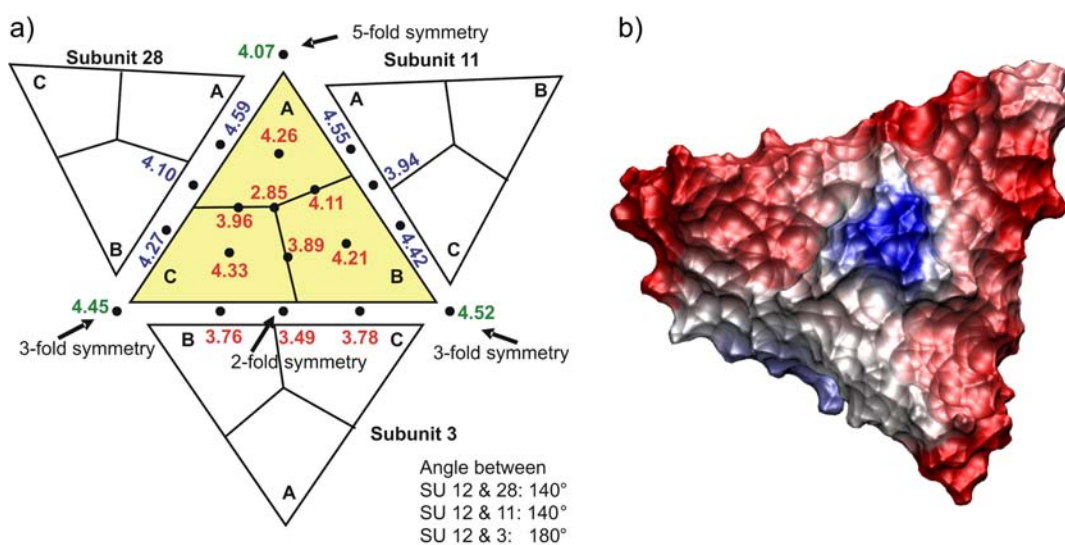 a)
b)
5-fold symmetry
4.07
Subunit 28
Subunit 11
C
A
A
A
B
4.59
4.55
4.26
4.10
3.94
2.85
4.11
3.96
3.89
4.27
4.42
4.33
4.21
B
C
B
C
4.45
4.52
3-fold symmetry
2-fold symmetry
3-fold symmetry
3.76
3.49
3.78
B
C
Subunit 3
A
Angle between
SU 12 & 28: 140°
SU 12 & 11: 140°
SU 12 & 3: 180°